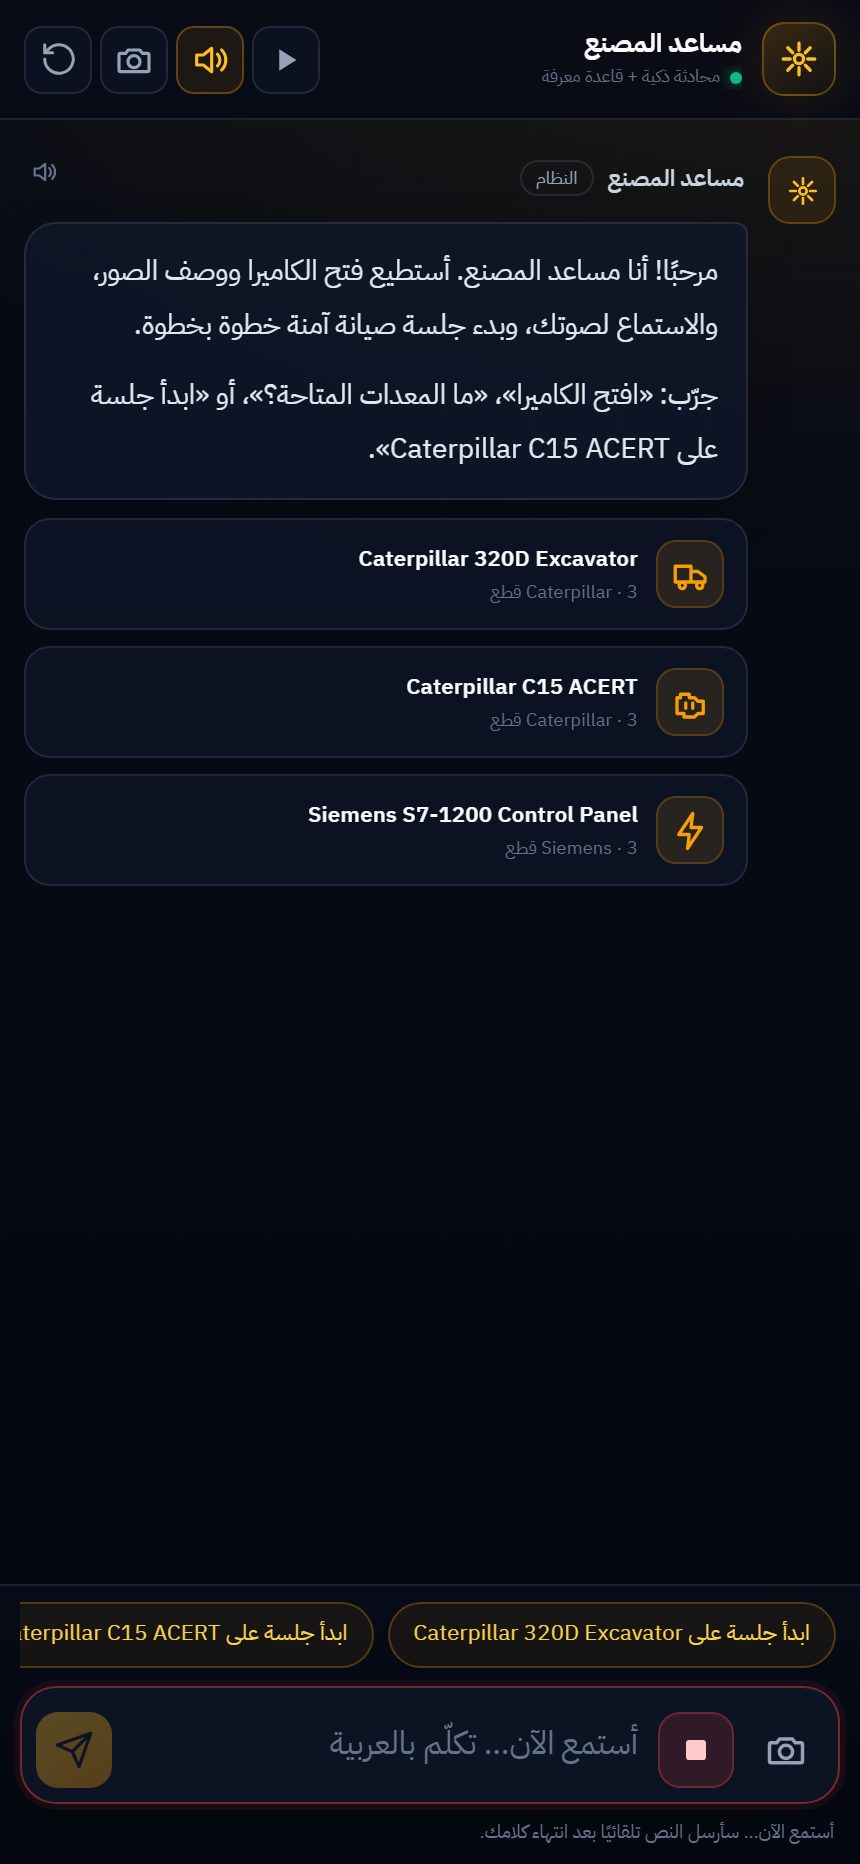 مساعد المصنع
محادثة ذكية + قاعدة معرفة
مساعد المصنع
النظام
مرحبًا! أنا مساعد المصنع. أستطيع فتح الكاميرا ووصف الصور،
والاستماع لصوتك، وبدء جلسة صيانة آمنة خطوة بخطوة.
جرّب: «افتح الكاميرا»، «ما المعدات المتاحة؟»، أو «ابدأ جلسة
على Caterpillar C15 ACERT».
Caterpillar 320D Excavator
Caterpillar · 3 قطع
Caterpillar C15 ACERT
Caterpillar · 3 قطع
Siemens S7-1200 Control Panel
Siemens · 3 قطع
ابدأ جلسة على Caterpillar 320D Excavator
ابدأ جلسة على terpillar C15 ACERT
أستمع الآن... تكلّم بالعربية
أستمع الآن... سأرسل النص تلقائيًا بعد انتهاء كلامك.